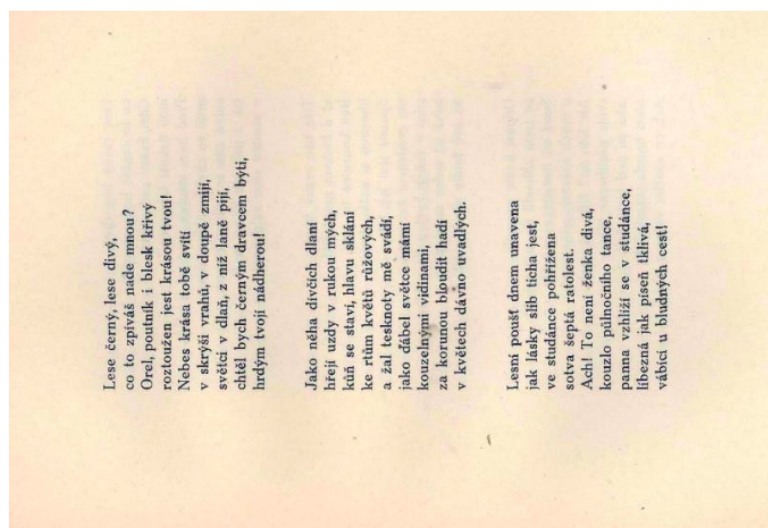 Lese černý, lese divý,
co to zpíváš nade mnou?
Orel, poutník i blesk křivý
roztoužen jest krásou tvou!
Nebes krása tobě svítí
v skrýši vrahů, v doupě zmijí,
světci v dlaň, z níž laně pijí,
chtěl bych černým dravcem býti,
hrdým tvojí nádherou!
Jako něha dívčích dlaní
hřejí uzdy v rukou mých,
kůň se staví, hlavu sklání
ke rtům květů růžových,
a žal tesknoty mě svádí,
jako ďábel světce mámí
kouzelnými vidinami,
za korunou bloudit hadí
v květech dávno uvadlých.
Lesní poušť dnem unavena
jak lásky slib ticha jest,
ve studánce pohřížena
sotva šeptá ratolest.
Ach! To není ženka divá,
kouzlo půlnočního tance,
panna vzhlíží se v studánce,
líbezná jak píseň tklivá,
vábící u bludných cest!